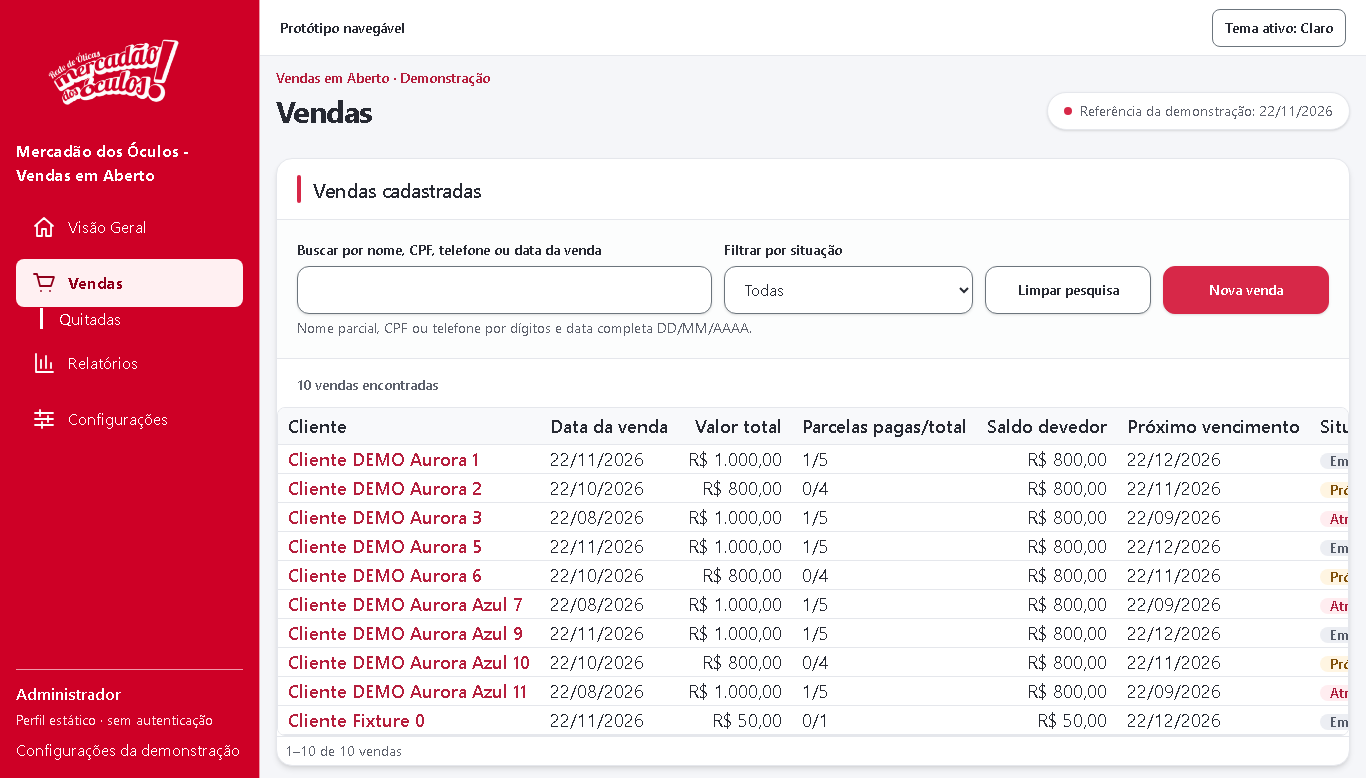 Rede de Óticas
mercadão
dos óculos!
Mercadão dos Óculos -
Vendas em Aberto
Visão Geral
Vendas
Quitadas
Relatórios
Configurações
Administrador
Perfil estático · sem autenticação
Configurações da demonstração
Protótipo navegável
Tema ativo: Claro
Vendas em Aberto · Demonstração
Vendas
Referência da demonstração: 22/11/2026
Vendas cadastradas
Buscar por nome, CPF, telefone ou data da venda
Filtrar por situação
Todas
Limpar pesquisa
Nova venda
Nome parcial, CPF ou telefone por dígitos e data completa DD/MM/AAAA.
10 vendas encontradas
Cliente Data da venda Valor total Parcelas pagas/total Saldo devedor Próximo vencimento Situ
Cliente DEMO Aurora 1 22/11/2026 R$ 1.000,00 1/5 R$ 800,00 22/12/2026 Em
Cliente DEMO Aurora 2 22/10/2026 R$ 800,00 0/4 R$ 800,00 22/11/2026 Pró
Cliente DEMO Aurora 3 22/08/2026 R$ 1.000,00 1/5 R$ 800,00 22/09/2026 Atr
Cliente DEMO Aurora 5 22/11/2026 R$ 1.000,00 1/5 R$ 800,00 22/12/2026 Em
Cliente DEMO Aurora 6 22/10/2026 R$ 800,00 0/4 R$ 800,00 22/11/2026 Pró
Cliente DEMO Aurora Azul 7 22/08/2026 R$ 1.000,00 1/5 R$ 800,00 22/09/2026 Atr
Cliente DEMO Aurora Azul 9 22/11/2026 R$ 1.000,00 1/5 R$ 800,00 22/12/2026 Em
Cliente DEMO Aurora Azul 10 22/10/2026 R$ 800,00 0/4 R$ 800,00 22/11/2026 Pró
Cliente DEMO Aurora Azul 11 22/08/2026 R$ 1.000,00 1/5 R$ 800,00 22/09/2026 Atr
Cliente Fixture 0 22/11/2026 R$ 50,00 0/1 R$ 50,00 22/12/2026 Em
1–10 de 10 vendas